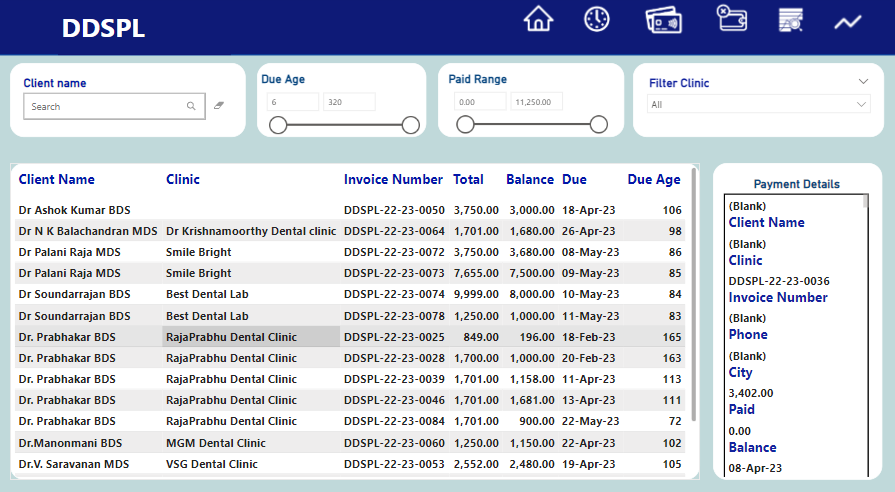 DDSPL
Client name
Search
Due Age
6 320
Paid Range
0.00 11,250.00
Filter Clinic
All
Client Name Clinic Invoice Number Total Balance Due Due Age
Dr Ashok Kumar BDS DDSPL-22-23-0050 3,750.00 3,000.00 18-Apr-23 106
Dr N K Balachandran MDS Dr Krishnamoorthy Dental clinic DDSPL-22-23-0064 1,701.00 1,680.00 26-Apr-23 98
Dr Palani Raja MDS Smile Bright DDSPL-22-23-0072 3,750.00 3,680.00 08-May-23 86
Dr Palani Raja MDS Smile Bright DDSPL-22-23-0073 7,655.00 7,500.00 09-May-23 85
Dr Soundarrajan BDS Best Dental Lab DDSPL-22-23-0074 9,999.00 8,000.00 10-May-23 84
Dr Soundarrajan BDS Best Dental Lab DDSPL-22-23-0078 1,250.00 1,000.00 11-May-23 83
Dr. Prabhakar BDS RajaPrabhu Dental Clinic DDSPL-22-23-0025 849.00 196.00 18-Feb-23 165
Dr. Prabhakar BDS RajaPrabhu Dental Clinic DDSPL-22-23-0028 1,700.00 1,000.00 20-Feb-23 163
Dr. Prabhakar BDS RajaPrabhu Dental Clinic DDSPL-22-23-0039 1,701.00 1,158.00 11-Apr-23 113
Dr. Prabhakar BDS RajaPrabhu Dental Clinic DDSPL-22-23-0046 1,701.00 1,681.00 13-Apr-23 111
Dr. Prabhakar BDS RajaPrabhu Dental Clinic DDSPL-22-23-0084 1,701.00 900.00 22-May-23 72
Dr.Manonmani BDS MGM Dental Clinic DDSPL-22-23-0060 1,250.00 1,150.00 22-Apr-23 102
Dr.V. Saravanan MDS VSG Dental Clinic DDSPL-22-23-0053 2,552.00 2,480.00 19-Apr-23 105
Payment Details
(Blank)
Client Name
(Blank)
Clinic
DDSPL-22-23-0036
Invoice Number
(Blank)
Phone
(Blank)
City
3,402.00
Paid
0.00
Balance
08-Apr-23